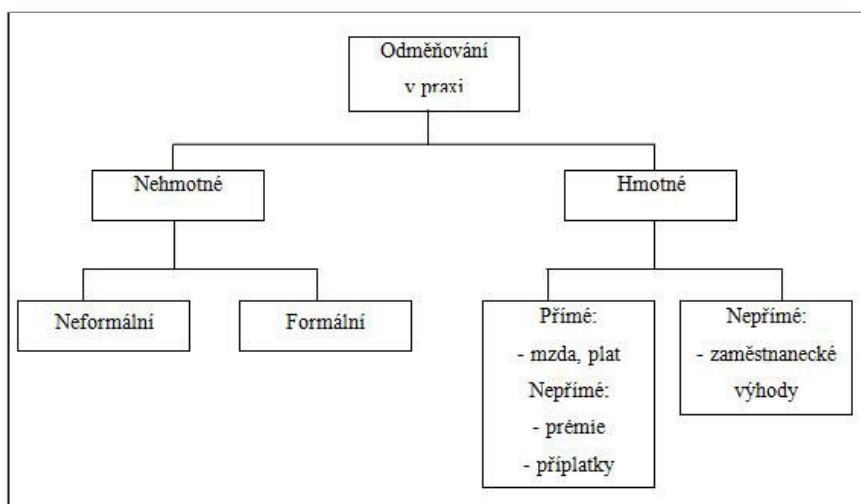 Odměňování
v praxi
Nehmotné
Hmotné
Neformální
Formální
Přímé:
- mzda, plat
Nepřímé:
- prémie
- příplatky
Nepřímé:
- zaměstnanecké
výhody